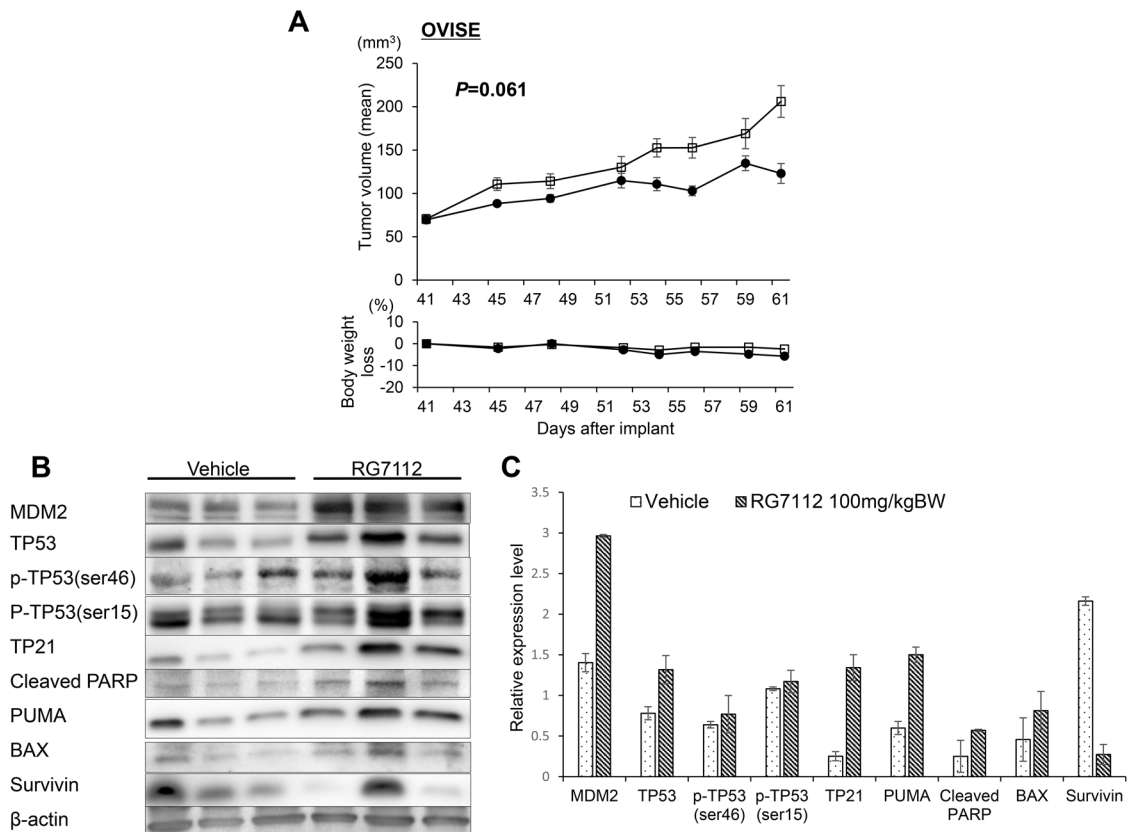 A
OVISE
(mm³)
P=0.061
Tumor volume (mean)
250
200
150
100
50
0
41 43 45 47 49 51 53 55 57 59 61
(%)
Body weight
loss
10
0
-10
-20
41 43 45 47 49 51 53 55 57 59 61
Days after implant
B
Vehicle RG7112
MDM2
TP53
p-TP53(ser46)
P-TP53(ser15)
TP21
Cleaved PARP
PUMA
BAX
Survivin
β-actin
C
Vehicle RG7112 100mg/kgBW
Relative expression level
3.5
3
2.5
2
1.5
1
0.5
0
MDM2 TP53 p-TP53 p-TP53 TP21 PUMA Cleaved BAX Survivin
(ser46) (ser15) PARP